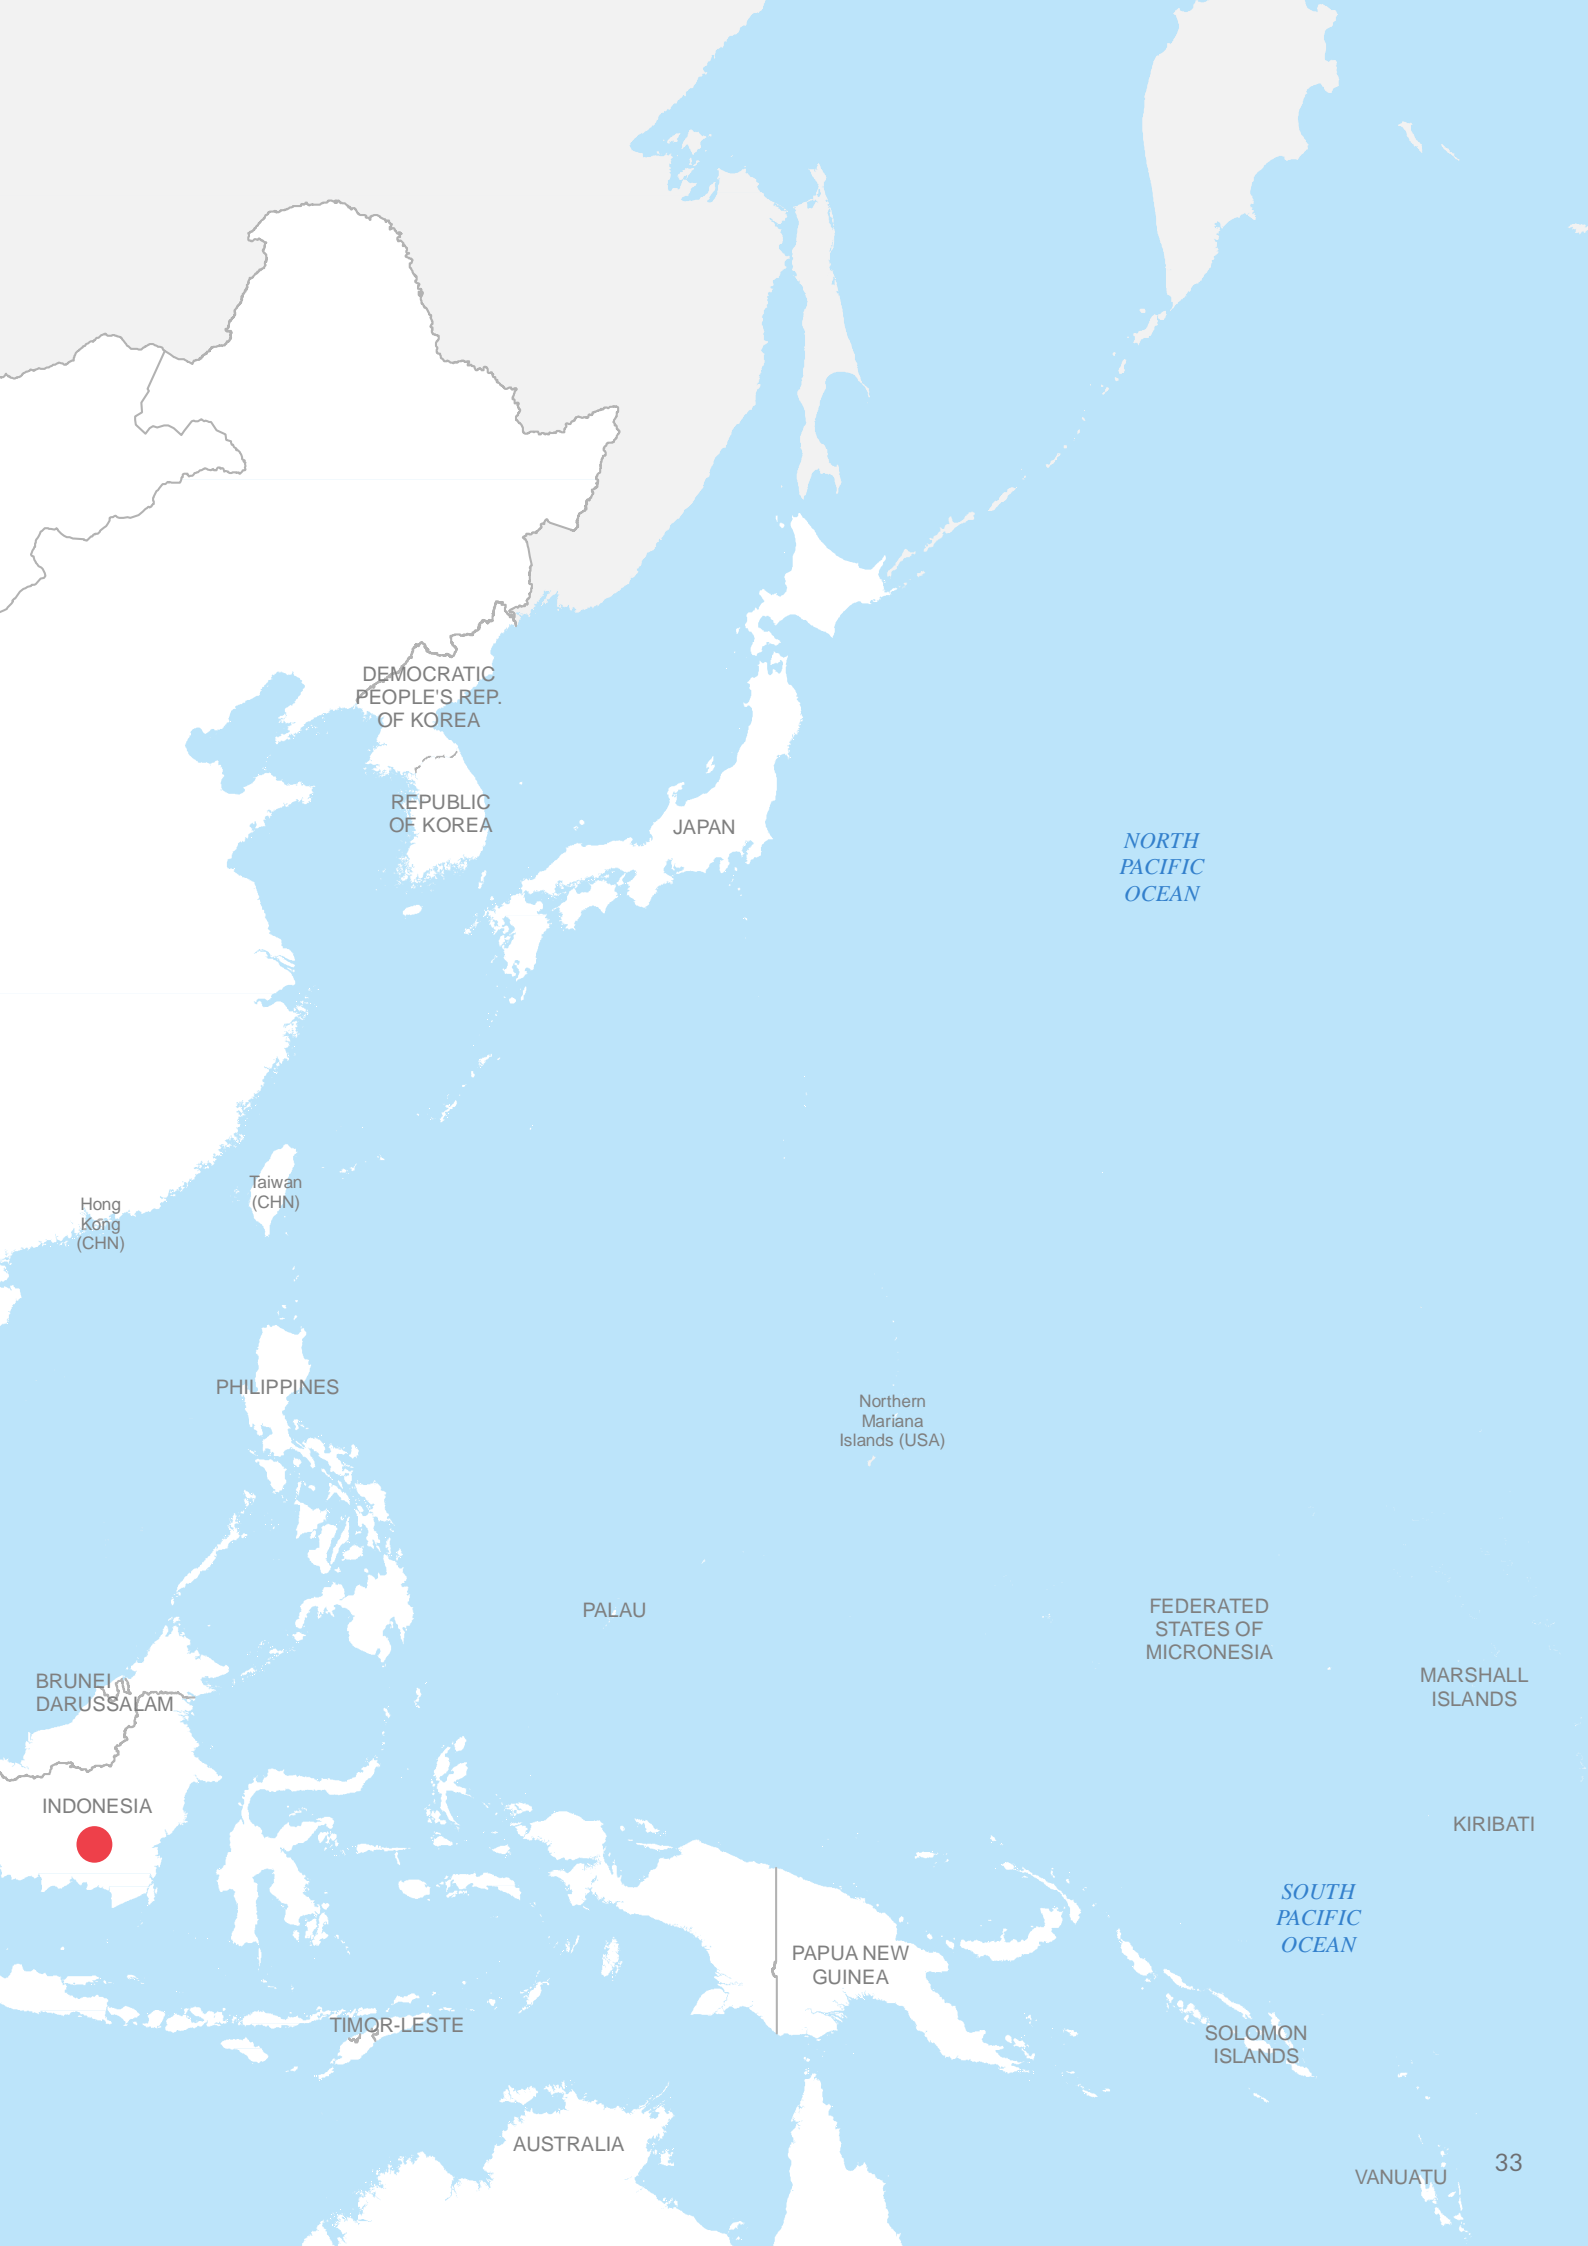 DEMOCRATIC
PEOPLE'S REP.
OF KOREA
REPUBLIC
OF KOREA
JAPAN
NORTH
PACIFIC
OCEAN
Taiwan
(CHN)
Hong
Kong
(CHN)
PHILIPPINES
Northern
Mariana
Islands (USA)
PALAU
FEDERATED
STATES OF
MICRONESIA
MARSHALL
ISLANDS
BRUNEI
DARUSSALAM
INDONESIA
KIRIBATI
SOUTH
PACIFIC
OCEAN
PAPUA NEW
GUINEA
TIMOR-LESTE
SOLOMON
ISLANDS
AUSTRALIA
VANUATU
33